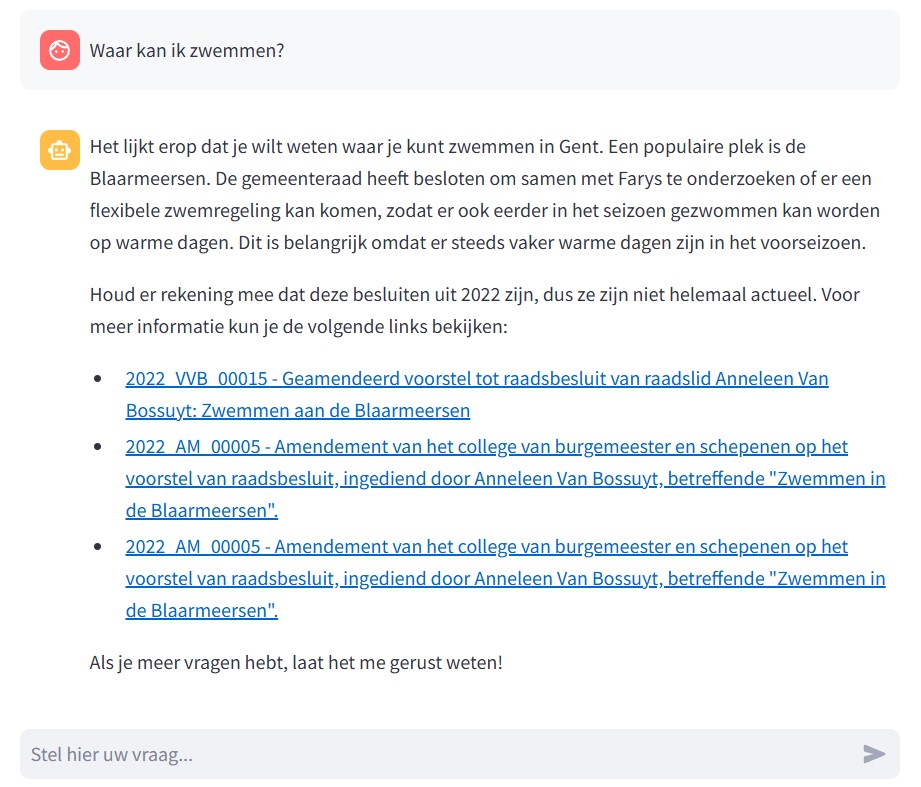 Waar kan ik zwemmen?
Het lijkt erop dat je wilt weten waar je kunt zwemmen in Gent. Een populaire plek is de
Blaarmeersen. De gemeenteraad heeft besloten om samen met Farys te onderzoeken of er een
flexibele zwemregeling kan komen, zodat er ook eerder in het seizoen gezwommen kan worden
op warme dagen. Dit is belangrijk omdat er steeds vaker warme dagen zijn in het voorseizoen.
Houd er rekening mee dat deze besluiten uit 2022 zijn, dus ze zijn niet helemaal actueel. Voor
meer informatie kun je de volgende links bekijken:
• 2022_VVB_00015 - Geamendeerd voorstel tot raadsbesluit van raadslid Anneleen Van
Bossuyt: Zwemmen aan de Blaarmeersen
• 2022_AM_00005 - Amendement van het college van burgemeester en schepenen op het
voorstel van raadsbesluit, ingediend door Anneleen Van Bossuyt, betreffende "Zwemmen in
de Blaarmeersen".
• 2022_AM_00005 - Amendement van het college van burgemeester en schepenen op het
voorstel van raadsbesluit, ingediend door Anneleen Van Bossuyt, betreffende "Zwemmen in
de Blaarmeersen".
Als je meer vragen hebt, laat het me gerust weten!
Stel hier uw vraag...